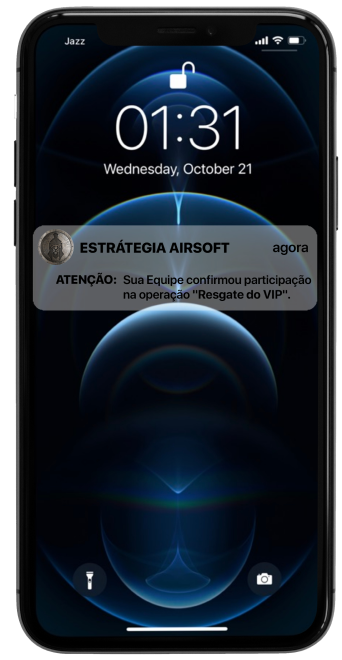 Jazz
01:31
Wednesday, October 21
ESTRÁTEGIA AIRSOFT agora
ATENÇÃO: Sua Equipe confirmou participação
na operação "Resgate do VIP".